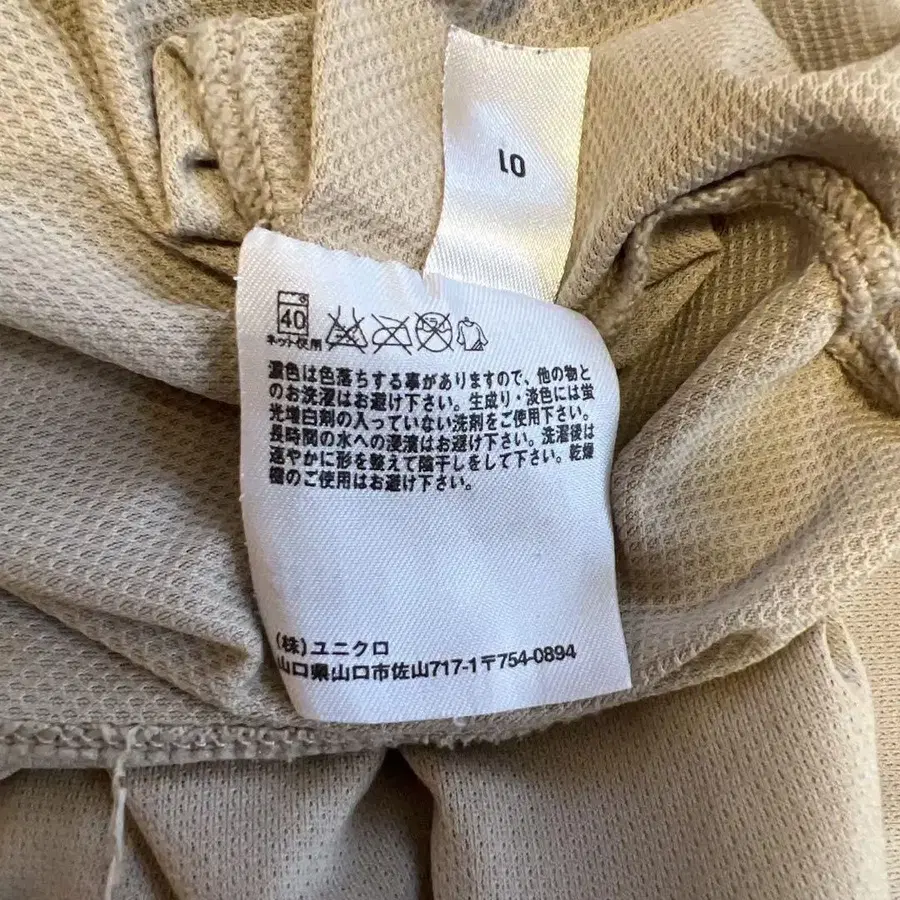 10
40
ネット使用
濃色は色落ちする事がありますので、他の物と
のお洗濯はお避け下さい。生成り・淡色には蛍
光増白剤の入っていない洗剤をご使用下さい。
長時間の水への浸漬はお避け下さい。洗濯後は
速やかに形を整えて陰干しをして下さい。乾燥
機のご使用はお避け下さい。
(株)ユニクロ
山口県山口市佐山717-1〒754-0894